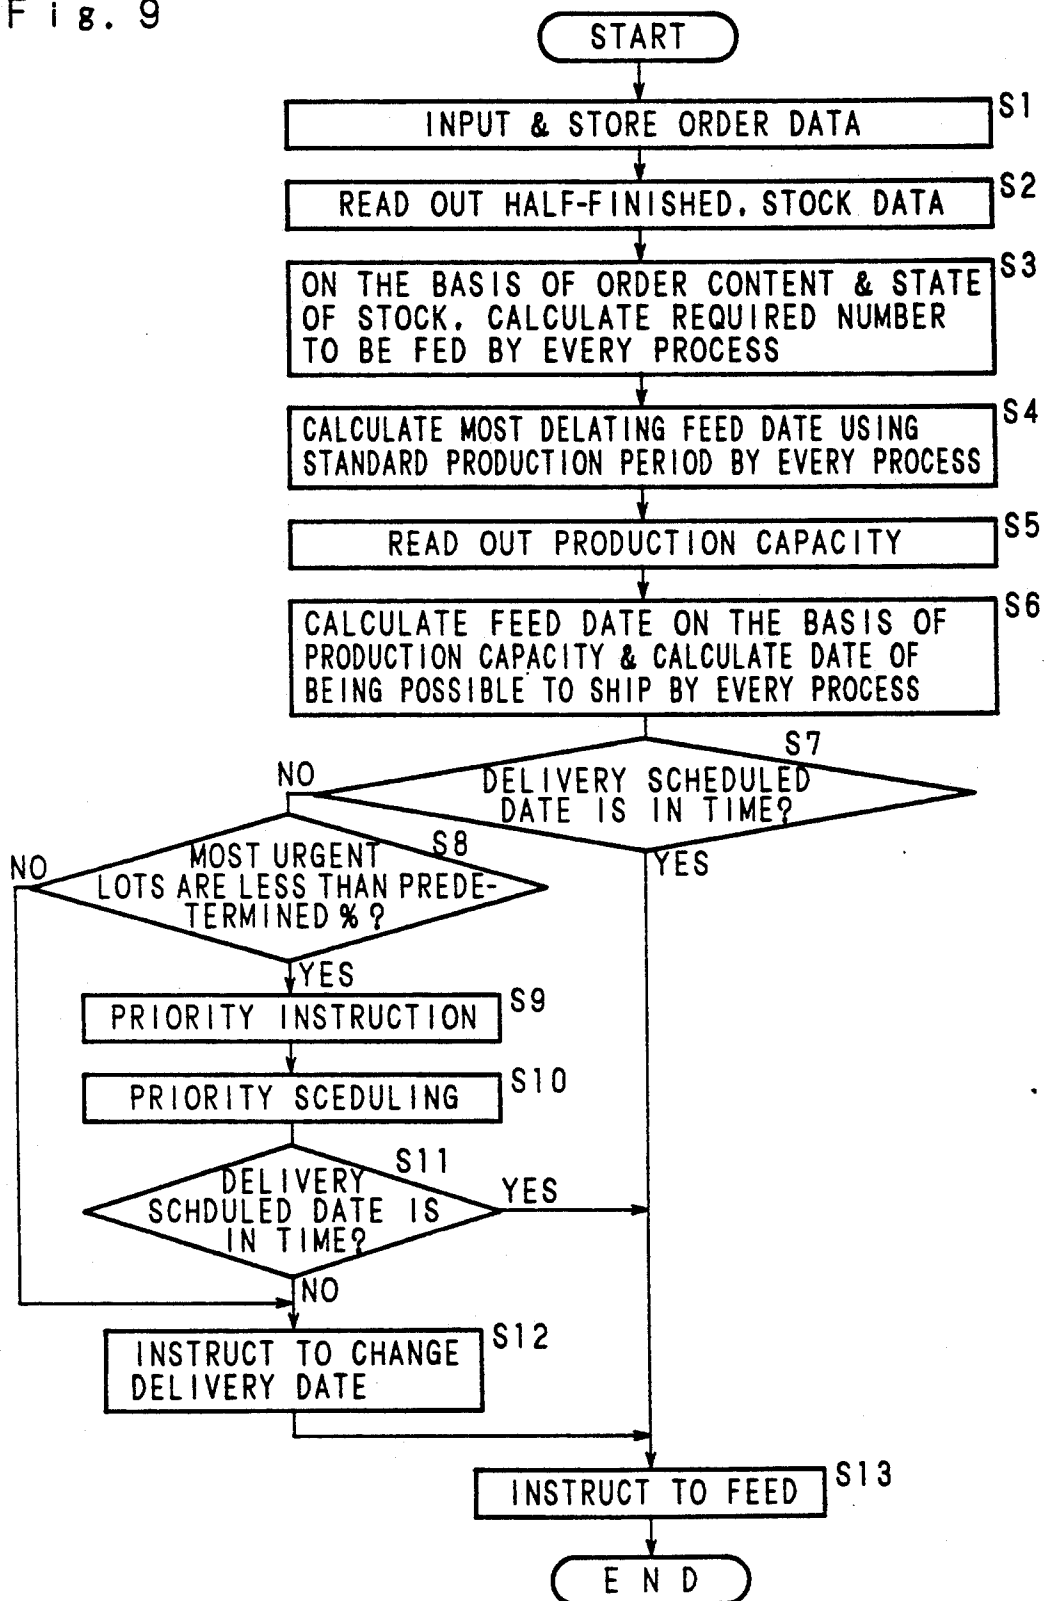 Fig. 9
START
S1
INPUT & STORE ORDER DATA
S2
READ OUT HALF-FINISHED. STOCK DATA
S3
ON THE BASIS OF ORDER CONTENT & STATE
OF STOCK. CALCULATE REQUIRED NUMBER
TO BE FED BY EVERY PROCESS
S4
CALCULATE MOST DELATING FEED DATE USING
STANDARD PRODUCTION PERIOD BY EVERY PROCESS
S5
READ OUT PRODUCTION CAPACITY
S6
CALCULATE FEED DATE ON THE BASIS OF
PRODUCTION CAPACITY & CALCULATE DATE OF
BEING POSSIBLE TO SHIP BY EVERY PROCESS
S7
DELIVERY SCHEDULED
DATE IS IN TIME?
NO
YES
S8
MOST URGENT
LOTS ARE LESS THAN PREDE-
TERMINED % ?
NO
YES
S9
PRIORITY INSTRUCTION
S10
PRIORITY SCEDULING
S11
DELIVERY
SCHDULED DATE IS
IN TIME?
YES
NO
S12
INSTRUCT TO CHANGE
DELIVERY DATE
S13
INSTRUCT TO FEED
END